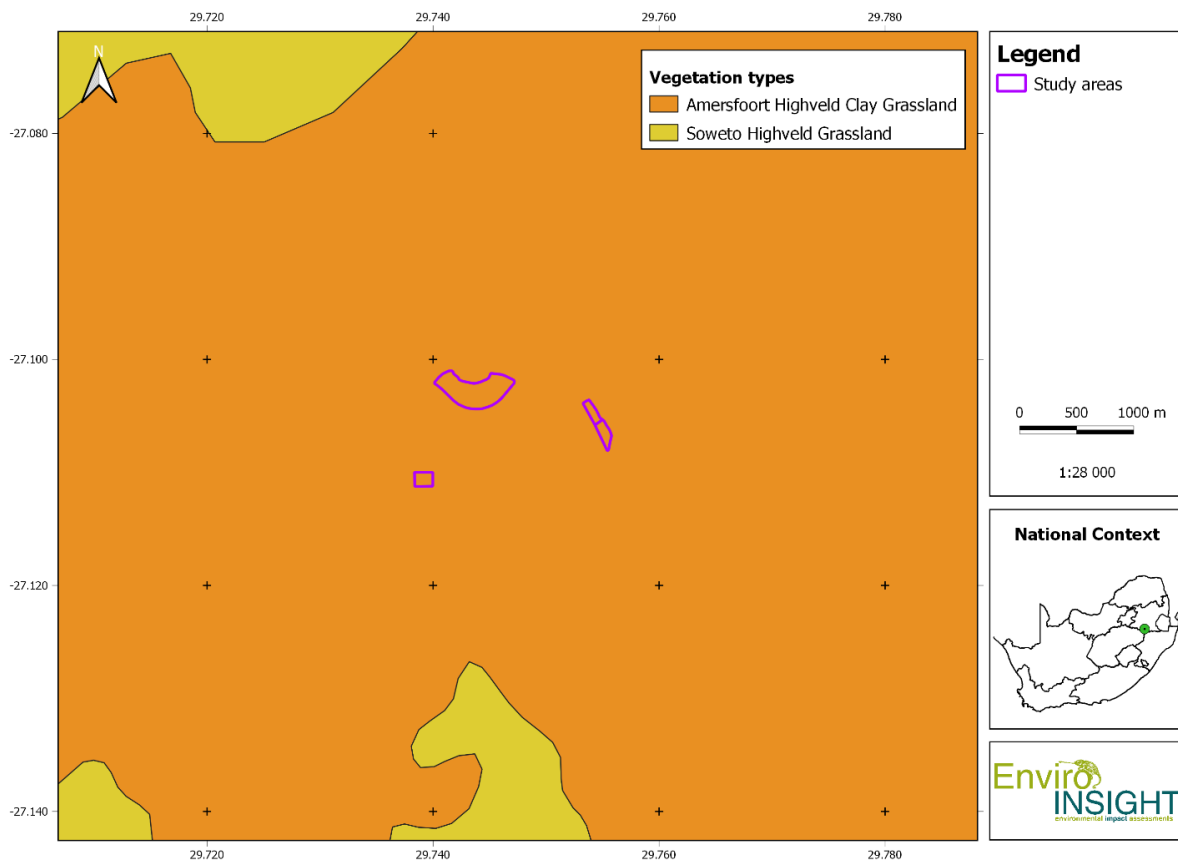 29.720 29.740 29.760 29.780
N
Vegetation types
Amersfoort Highveld Clay Grassland
Soweto Highveld Grassland
Legend
Study areas
-27.080
-27.100
-27.120
-27.140
0 500 1000 m
1:28 000
National Context
Enviro
INSIGHT
environmental impact assessments
29.720 29.740 29.760 29.780